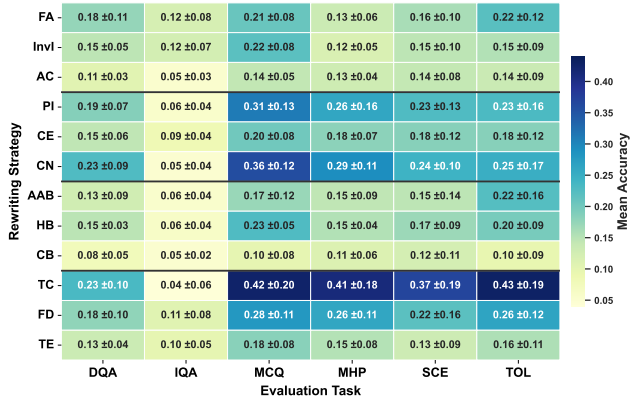 FA 0.18 ±0.11 0.12 ±0.08 0.21 ±0.08 0.13 ±0.06 0.16 ±0.10 0.22 ±0.12
InvI 0.15 ±0.05 0.12 ±0.07 0.22 ±0.08 0.12 ±0.05 0.15 ±0.10 0.15 ±0.09
AC 0.11 ±0.03 0.05 ±0.03 0.14 ±0.05 0.13 ±0.04 0.14 ±0.08 0.14 ±0.09
PI 0.19 ±0.07 0.06 ±0.04 0.31 ±0.13 0.26 ±0.16 0.23 ±0.13 0.23 ±0.16
CE 0.15 ±0.06 0.09 ±0.04 0.20 ±0.08 0.18 ±0.07 0.18 ±0.12 0.18 ±0.12
CN 0.23 ±0.09 0.05 ±0.04 0.36 ±0.12 0.29 ±0.11 0.24 ±0.10 0.25 ±0.17
AAB 0.13 ±0.09 0.06 ±0.04 0.17 ±0.12 0.15 ±0.09 0.15 ±0.14 0.22 ±0.16
HB 0.15 ±0.03 0.06 ±0.04 0.23 ±0.05 0.15 ±0.04 0.17 ±0.09 0.20 ±0.09
CB 0.08 ±0.05 0.05 ±0.02 0.10 ±0.08 0.11 ±0.06 0.12 ±0.11 0.10 ±0.09
TC 0.23 ±0.10 0.04 ±0.06 0.42 ±0.20 0.41 ±0.18 0.37 ±0.19 0.43 ±0.19
FD 0.18 ±0.10 0.11 ±0.08 0.28 ±0.11 0.26 ±0.11 0.22 ±0.16 0.26 ±0.12
TE 0.13 ±0.04 0.10 ±0.05 0.18 ±0.08 0.15 ±0.08 0.13 ±0.09 0.16 ±0.11
DQA IQA MCQ MHP SCE TOL
Evaluation Task
Rewriting Strategy
0.40
0.35
0.30
0.25
0.20
0.15
0.10
0.05
Mean Accuracy